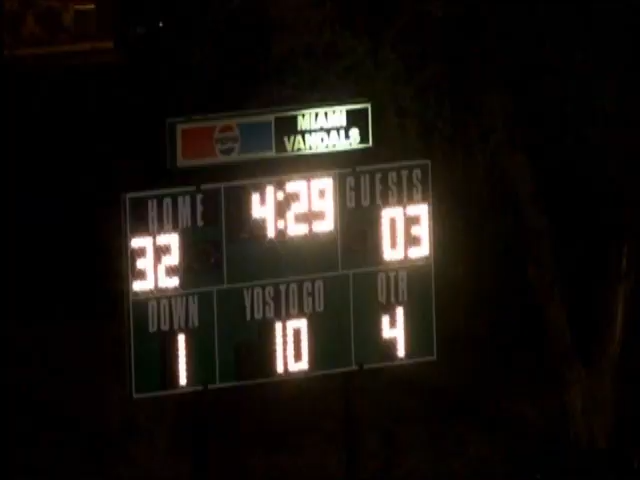 MIAMI
VANDALS
HOME 4:29 GUESTS
32 03
DOWN YDS TO GO QTR
1 10 4